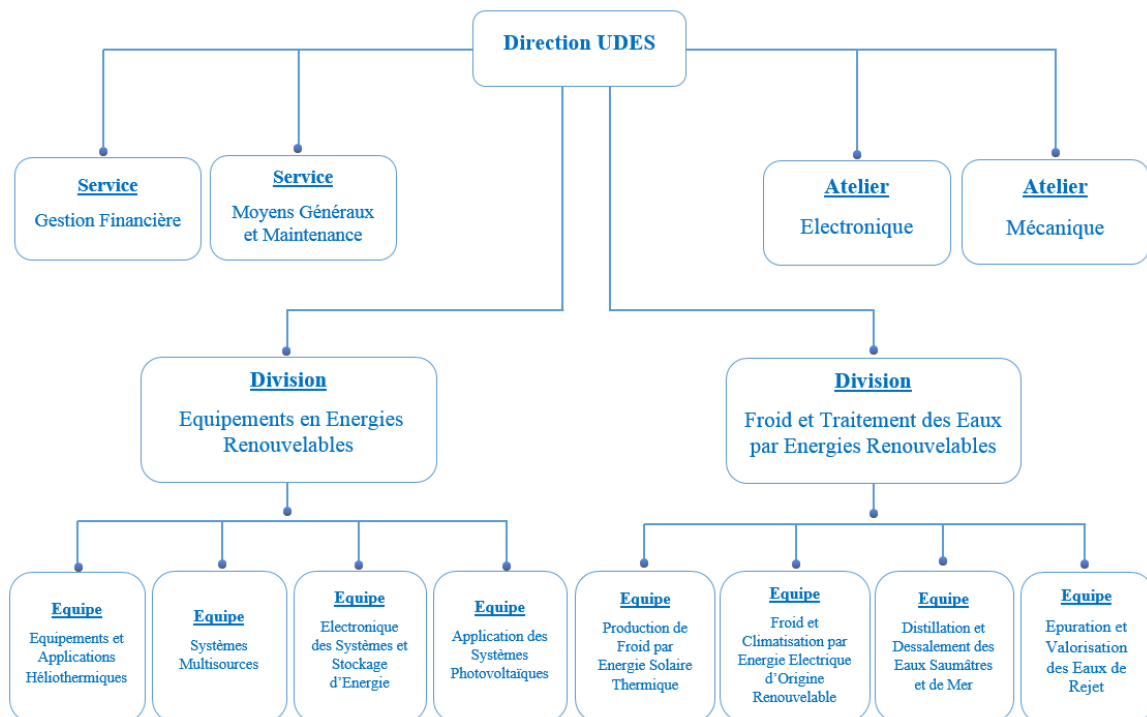 Direction UDES
Service
Gestion Financière
Service
Moyens Généraux
et Maintenance
Atelier
Electronique
Atelier
Mécanique
Division
Equipements en Energies
Renouvelables
Division
Froid et Traitement des Eaux
par Energies Renouvelables
Equipe
Equipements et
Applications
Héliothermiques
Equipe
Systèmes
Multisources
Equipe
Electronique
des Systèmes et
Stockage
d’Energie
Equipe
Application des
Systèmes
Photovoltaïques
Equipe
Production de
Froid par
Energie Solaire
Thermique
Equipe
Froid et
Climatisation par
Energie Electrique
d’Origine
Renouvelable
Equipe
Distillation et
Dessalement des
Eaux Saumâtres
et de Mer
Equipe
Epuration et
Valorisation
des Eaux de
Rejet